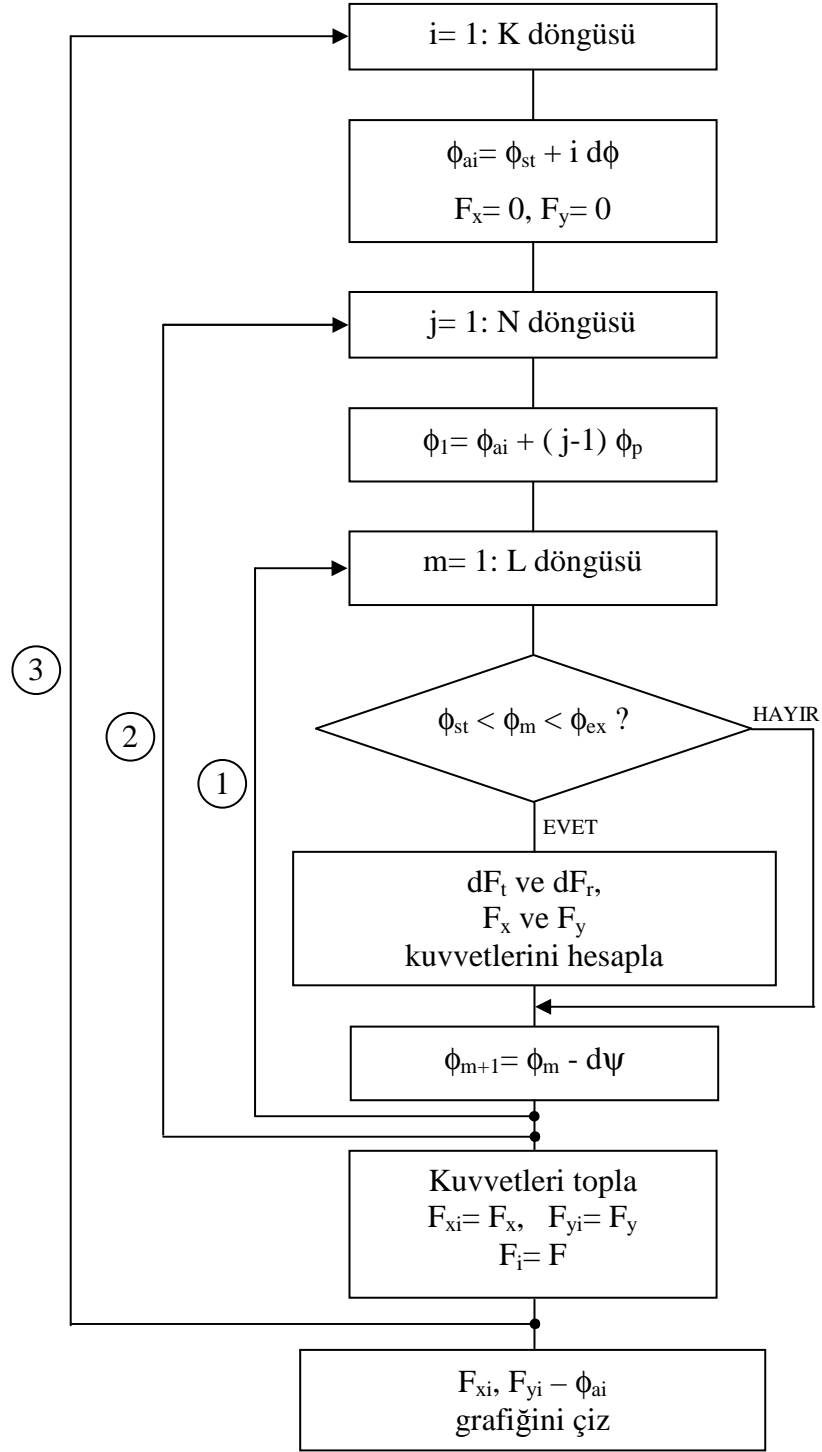 i= 1: K döngüsü
ϕai= ϕst + i dϕ
Fx= 0, Fy= 0
j= 1: N döngüsü
ϕ1= ϕai + ( j-1) ϕp
m= 1: L döngüsü
3
2
1
ϕst < ϕm < ϕex ?
HAYIR
EVET
dFt ve dFr,
Fx ve Fy
kuvvetlerini hesapla
ϕm+1= ϕm - dψ
Kuvvetleri topla
Fxi= Fx, Fyi= Fy
Fi= F
Fxi, Fyi – ϕai
grafiğini çiz